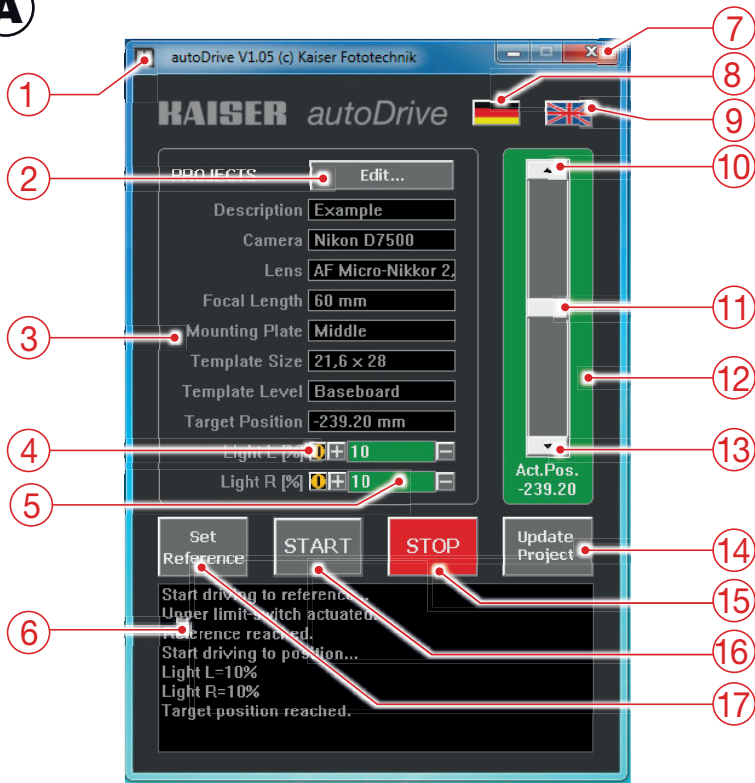 A
autoDrive V1.05 (c) Kaiser Fototechnik
KAISER autoDrive
PROJECTS Edit...
Description Example
Camera Nikon D7500
Lens AF Micro-Nikkor 2,
Focal Length 60 mm
Mounting Plate Middle
Template Size 21,6 × 28
Template Level Baseboard
Target Position -239.20 mm
Light L [%] + 10 -
Light R [%] + 10 -
Act.Pos.
-239.20
Set
Reference
START
STOP
Update
Project
Start driving to reference...
Upper limit-switch actuated.
Reference reached.
Start driving to position...
Light L=10%
Light R=10%
Target position reached.
1
2
3
4
5
6
7
8
9
10
11
12
13
14
15
16
17